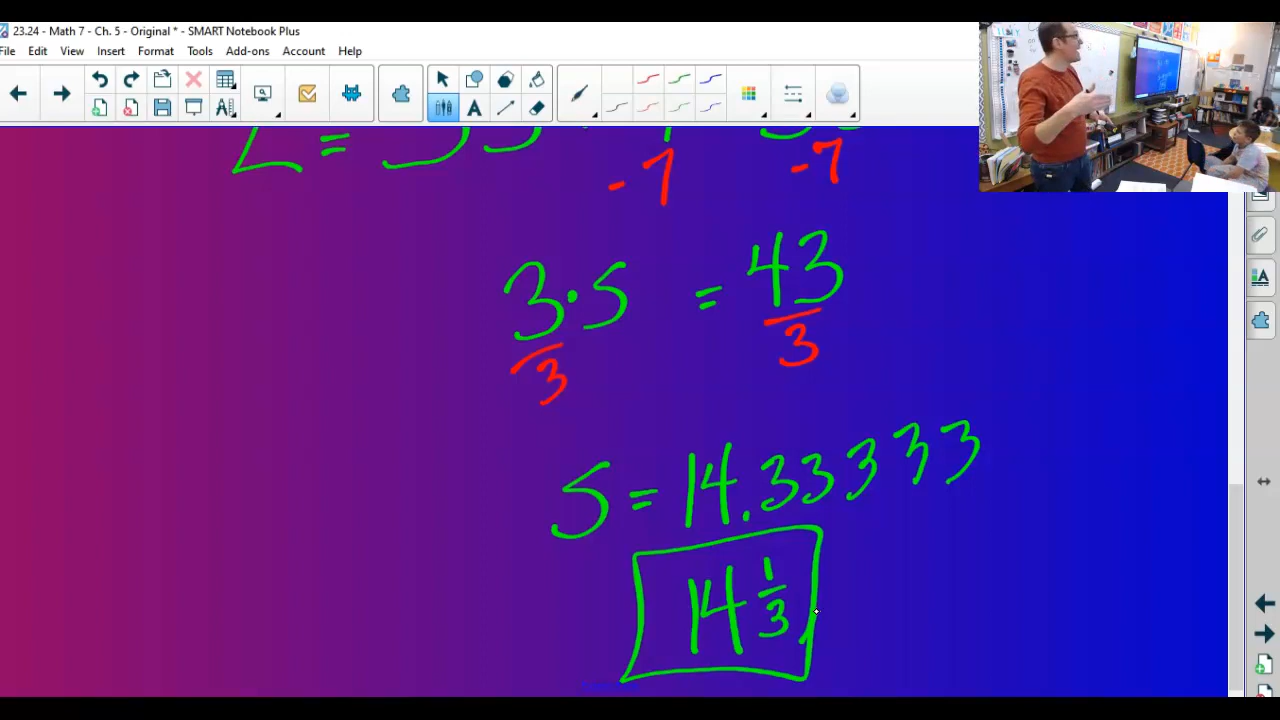 23.24 - Math 7 - Ch. 5 - Original * - SMART Notebook Plus
File Edit View Insert Format Tools Add-ons Account Help
-7 -7
3·S = 43
3 3
S = 14.33333
14 1/3